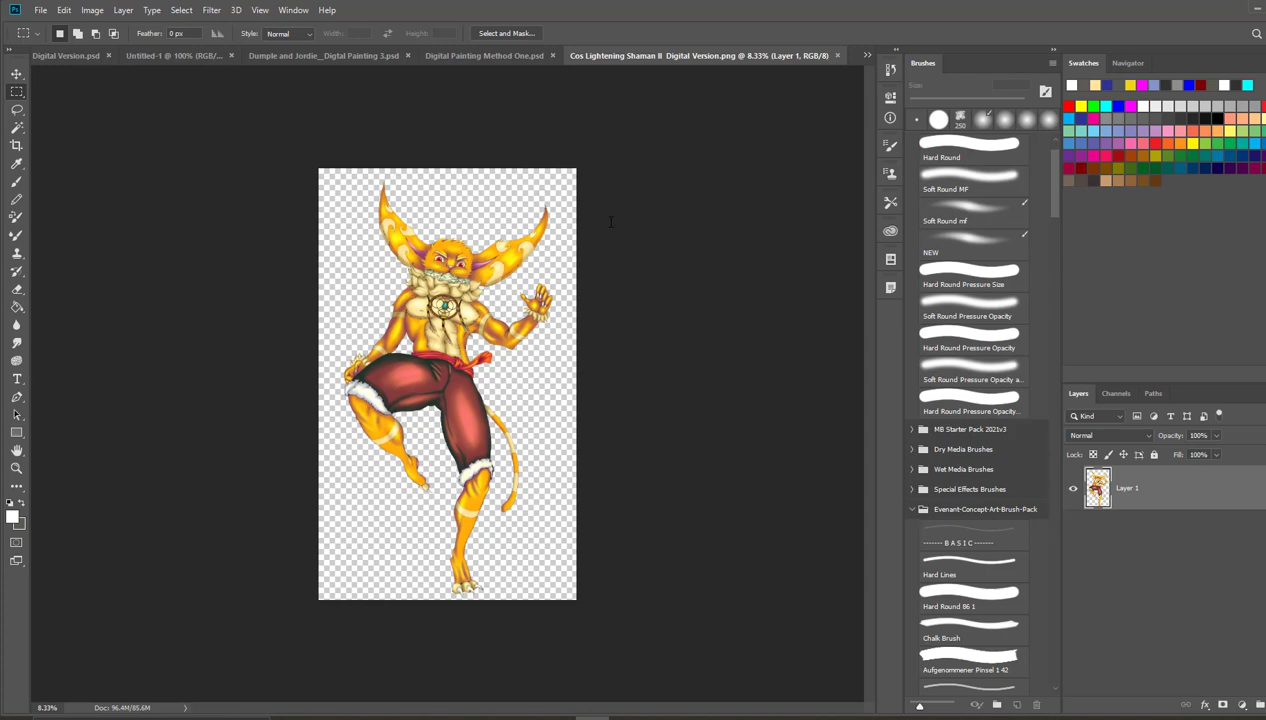 Ps File Edit Image Layer Type Select Filter 3D View Window Help
Feather: 0 px Style: Normal Width: Height: Select and Mask...
Digital Version.psd × Untitled-1 @ 100% (RGB/... × Dumple and Jordie_ Digtal Painting 3.psd × Digital Painting Method One.psd × Cos Lightening Shaman II Digital Version.png @ 8.33% (Layer 1, RGB/8) ×
Brushes
Size:
250
Hard Round
Soft Round MF
Soft Round mf
NEW
Hard Round Pressure Size
Soft Round Pressure Opacity
Hard Round Pressure Opacity
Soft Round Pressure Opacity a...
Hard Round Pressure Opacity...
MB Starter Pack 2021v3
Dry Media Brushes
Wet Media Brushes
Special Effects Brushes
Evenant-Concept-Art-Brush-Pack
------- B A S I C -------
Hard Lines
Hard Round 86 1
Chalk Brush
Aufgenommener Pinsel 1 42
Swatches Navigator
Layers Channels Paths
Kind
Normal Opacity: 100%
Lock: Fill: 100%
Layer 1
8.33% Doc: 96.4M/85.6M